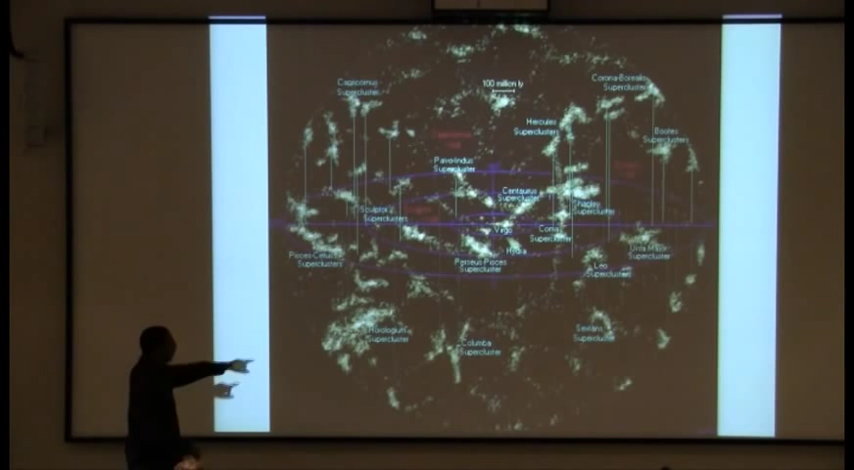 Capricornus
Supercluster
100 million ly
Corona-Borealis
Supercluster
Hercules
Superclusters
Bootes
Superclusters
Pavo-Indus
Supercluster
Centaurus
Supercluster
Shapley
Supercluster
Sculptor
Superclusters
Virgo
Coma
Supercluster
Pisces-Cetus
Superclusters
Perseus-Pisces
Supercluster
Hydra
Ursa Major
Supercluster
Leo
Superclusters
Horologium
Supercluster
Columba
Supercluster
Sextans
Supercluster